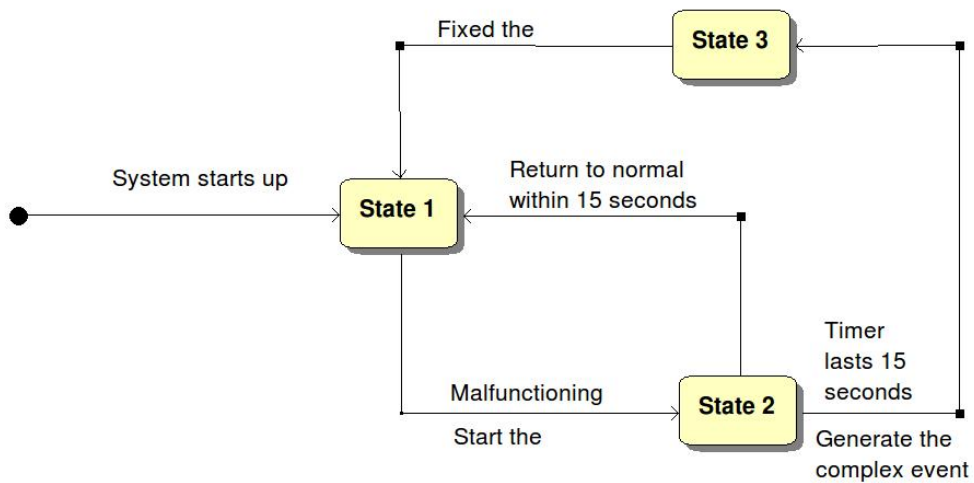 Fixed the
State 3
System starts up
Return to normal
within 15 seconds
State 1
Timer
lasts 15
seconds
Malfunctioning
State 2
Start the
Generate the
complex event